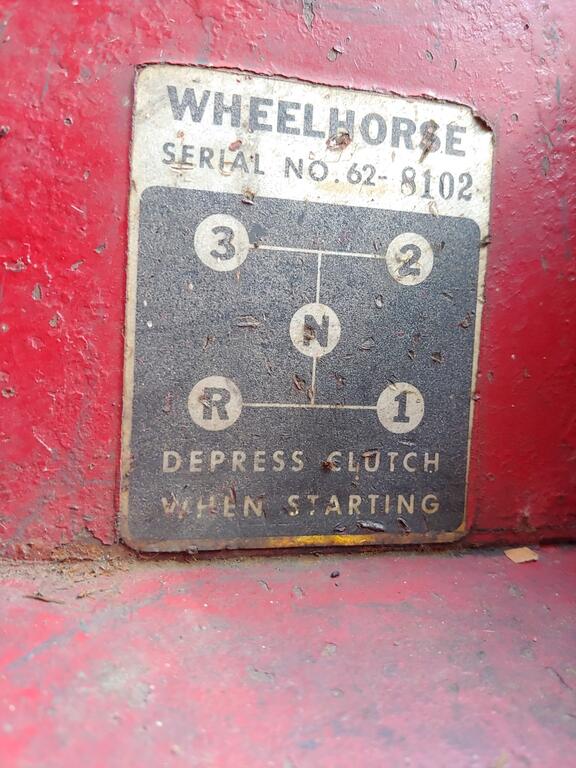 WHEELHORSE
SERIAL NO. 62- 8102
3 2
N
R 1
DEPRESS CLUTCH
WHEN STARTING